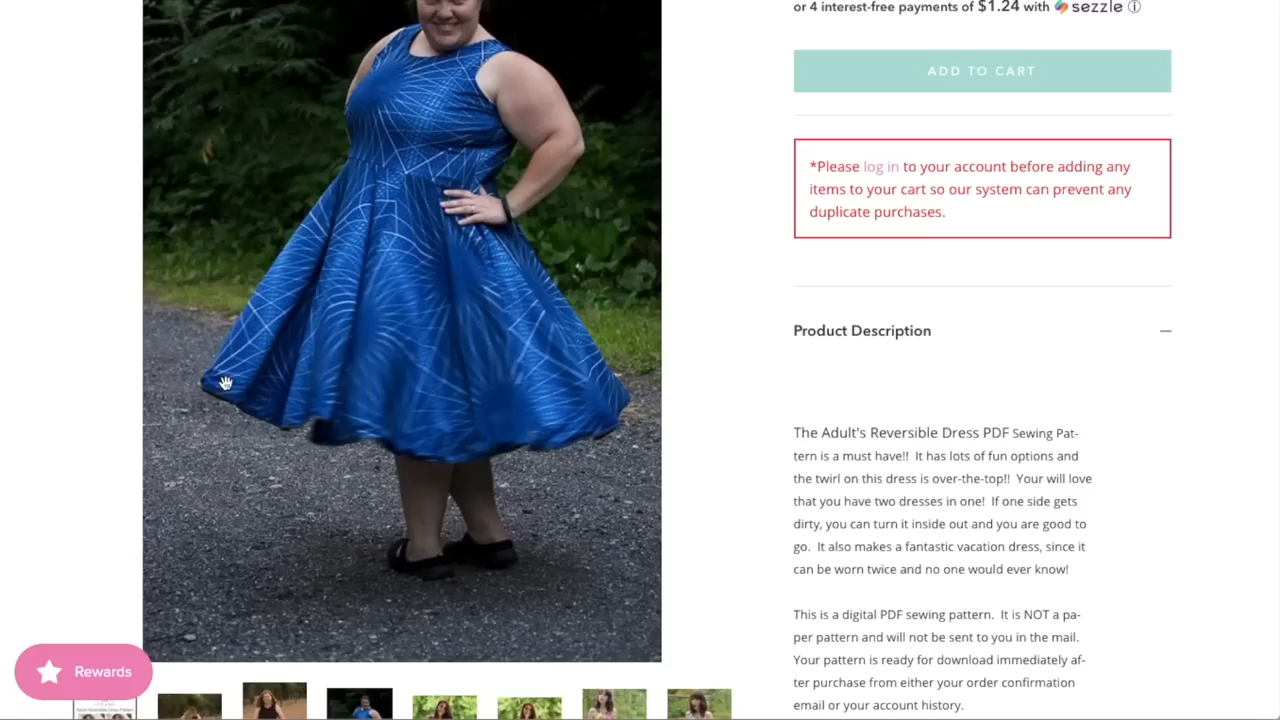 or 4 interest-free payments of $1.24 with sezzle ⓘ
ADD TO CART
*Please log in to your account before adding any
items to your cart so our system can prevent any
duplicate purchases.
Product Description
The Adult's Reversible Dress PDF Sewing Pat-
tern is a must have!! It has lots of fun options and
the twirl on this dress is over-the-top!! Your will love
that you have two dresses in one! If one side gets
dirty, you can turn it inside out and you are good to
go. It also makes a fantastic vacation dress, since it
can be worn twice and no one would ever know!
This is a digital PDF sewing pattern. It is NOT a pa-
per pattern and will not be sent to you in the mail.
Your pattern is ready for download immediately af-
ter purchase from either your order confirmation
email or your account history.
Rewards